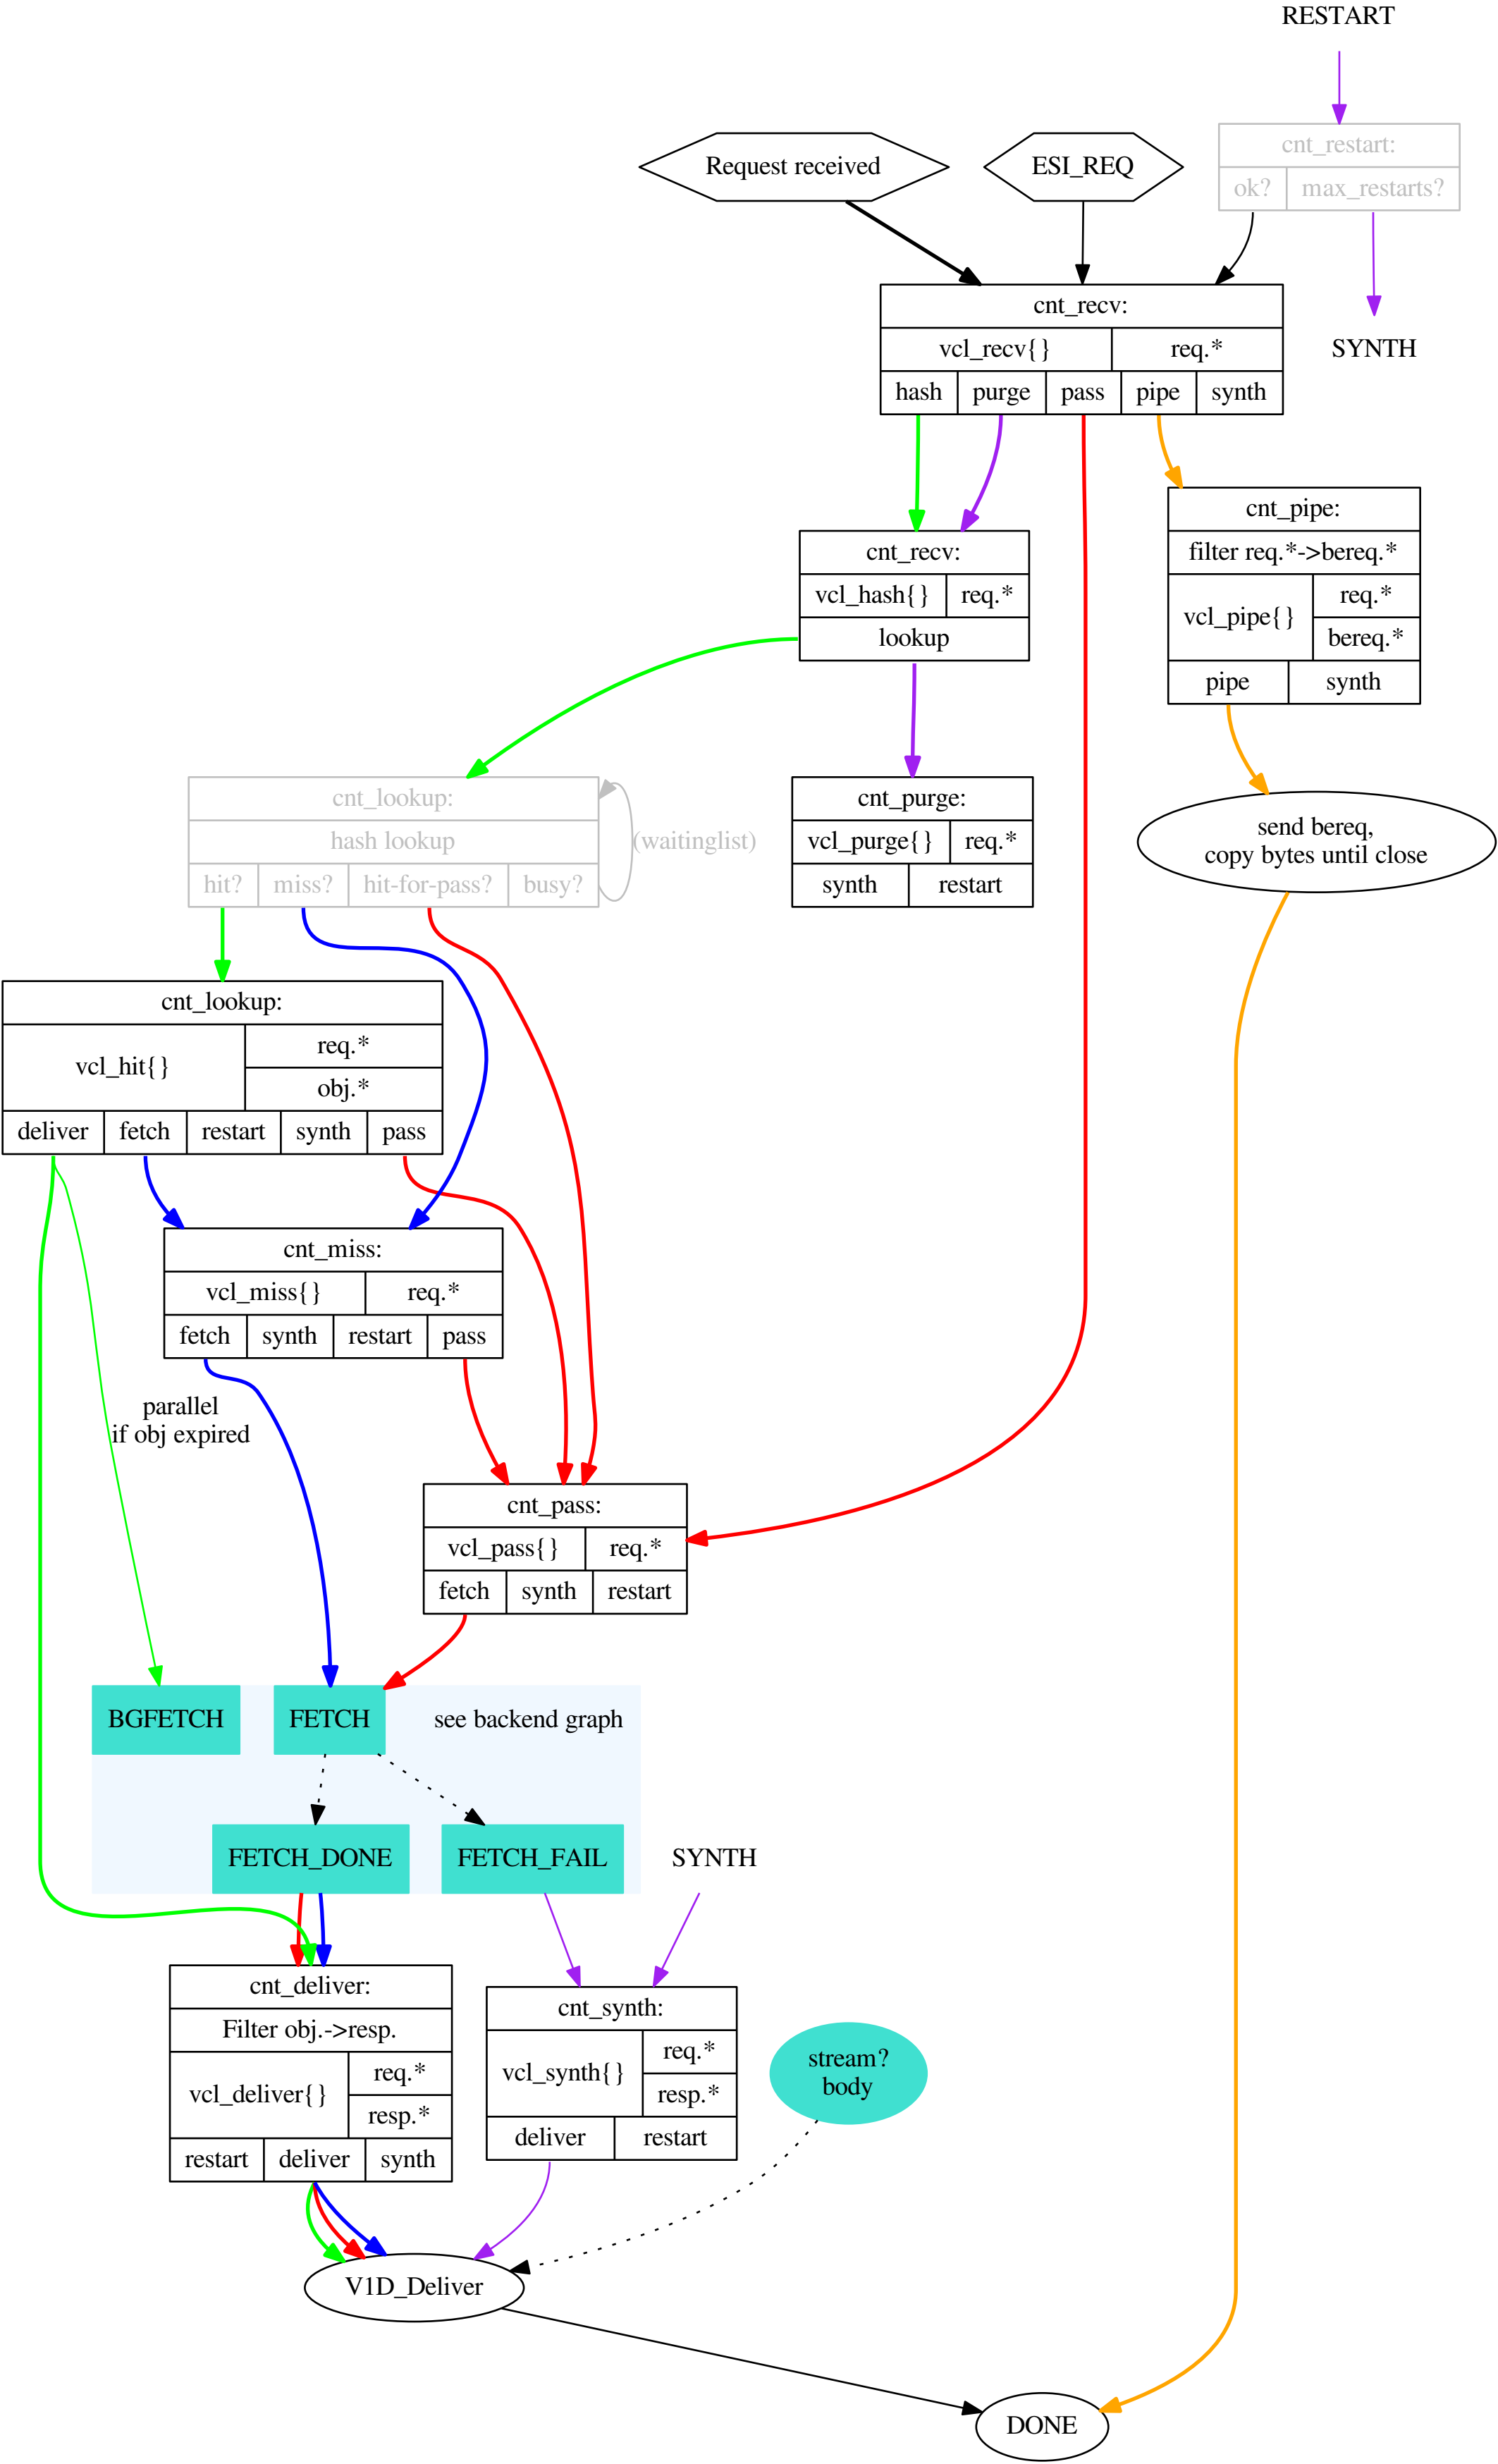 RESTART
Request received
ESI_REQ
cnt_restart:
ok?
max_restarts?
cnt_recv:
vcl_recv{}
req.*
hash
purge
pass
pipe
synth
SYNTH
cnt_recv:
vcl_hash{}
req.*
lookup
cnt_pipe:
filter req.*->bereq.*
vcl_pipe{}
req.*
bereq.*
pipe
synth
cnt_lookup:
hash lookup
hit?
miss?
hit-for-pass?
busy?
(waitinglist)
cnt_purge:
vcl_purge{}
req.*
synth
restart
send bereq,
copy bytes until close
cnt_lookup:
vcl_hit{}
req.*
obj.*
deliver
fetch
restart
synth
pass
cnt_miss:
vcl_miss{}
req.*
fetch
synth
restart
pass
parallel
if obj expired
cnt_pass:
vcl_pass{}
req.*
fetch
synth
restart
BGFETCH
FETCH
see backend graph
FETCH_DONE
FETCH_FAIL
SYNTH
cnt_deliver:
Filter obj.->resp.
vcl_deliver{}
req.*
resp.*
restart
deliver
synth
cnt_synth:
vcl_synth{}
req.*
resp.*
deliver
restart
stream?
body
V1D_Deliver
DONE